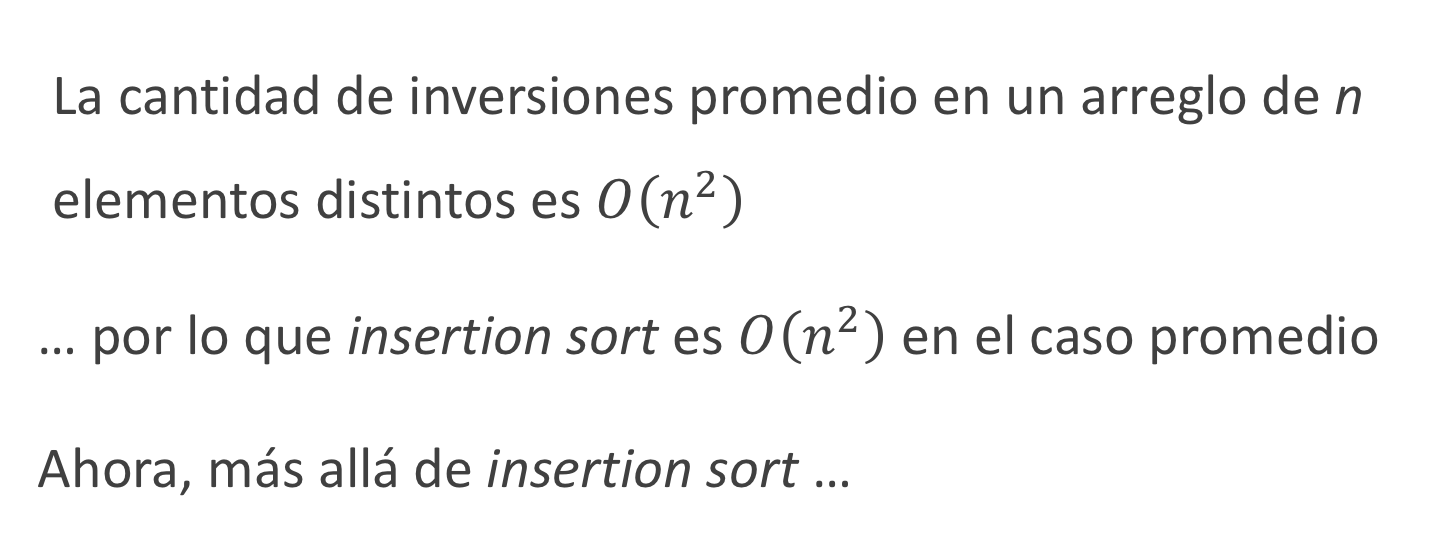 La cantidad de inversiones promedio en un arreglo de n
elementos distintos es O(n²)
... por lo que insertion sort es O(n²) en el caso promedio
Ahora, más allá de insertion sort ...